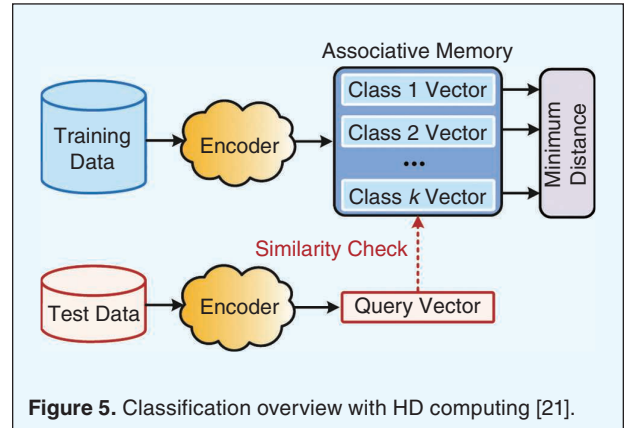 Associative Memory
Training
Data
Encoder
Class 1 Vector
Class 2 Vector
...
Class k Vector
Minimum
Distance
Similarity Check
Test Data
Encoder
Query Vector
Figure 5. Classification overview with HD computing [21].